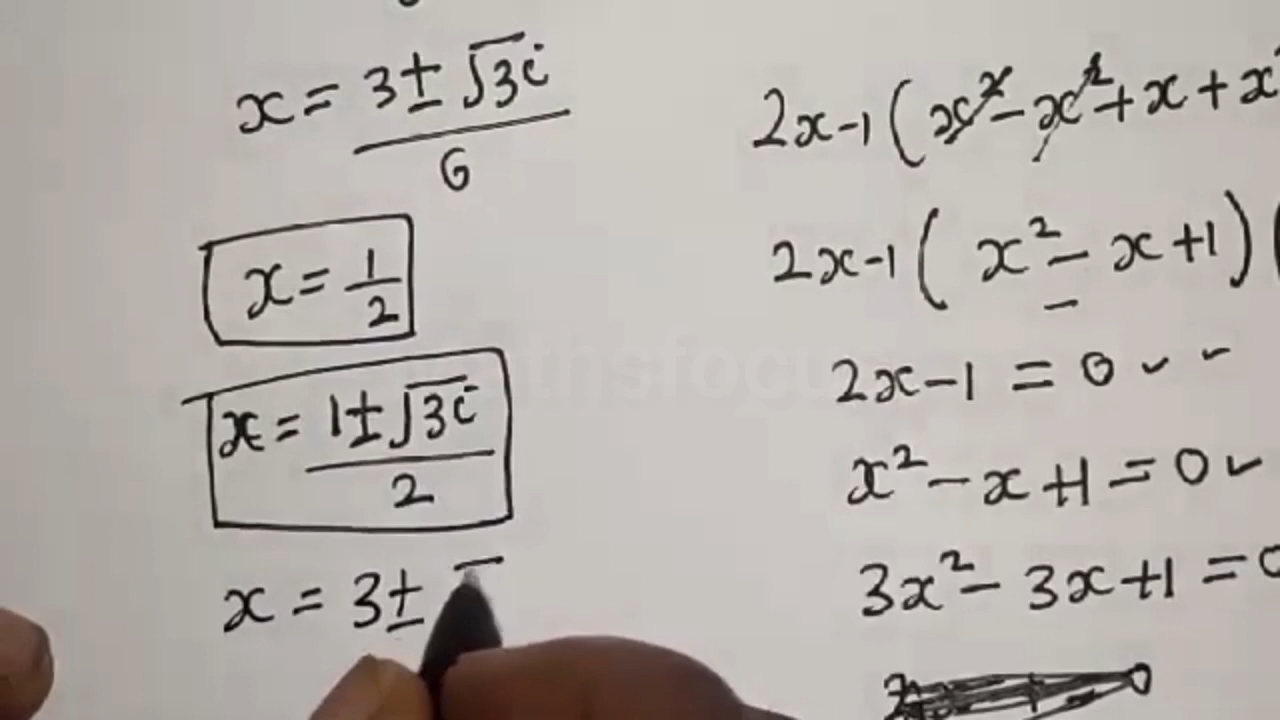 x = 3 ± √3i
6
x = 1/2
x = 1 ± √3i
2
x = 3 ±
2x-1 ( x² - x² + x + x
2x-1 ( x² - x +1 ) (
2x-1 = 0
x² - x +1 = 0
3x² - 3x +1 = 0